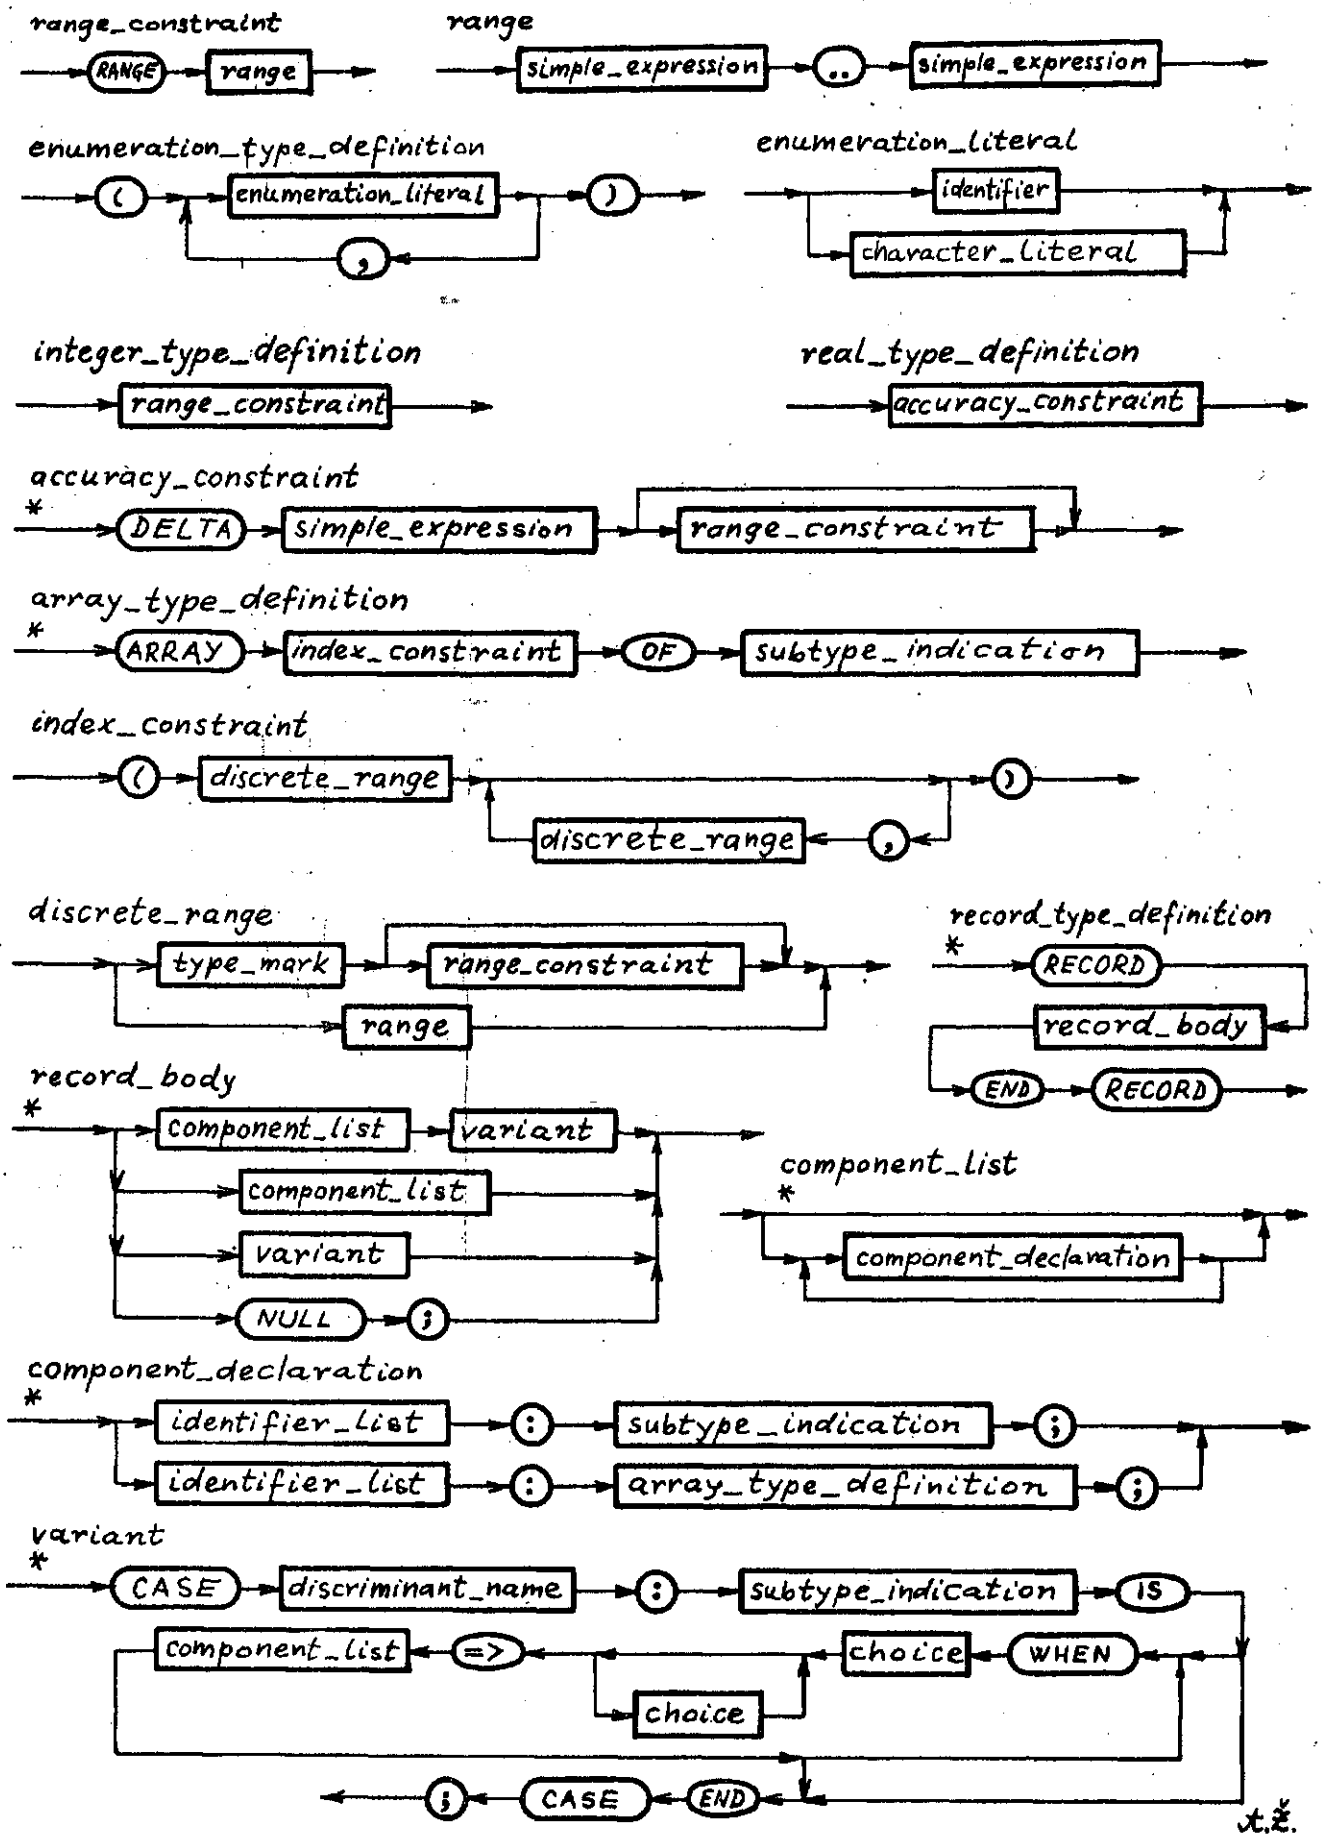 range_constraint range
RANGE range simple_expression .. simple_expression
enumeration_type_definition enumeration_literal
( enumeration_literal ) identifier
, character_literal
integer_type_definition real_type_definition
range_constraint accuracy_constraint
accuracy_constraint
* DELTA simple_expression range_constraint
array_type_definition
* ARRAY index_constraint OF subtype_indication
index_constraint
( discrete_range )
discrete_range ,
discrete_range record_type_definition
type_mark range_constraint * RECORD
range record_body
END RECORD
record_body
* component_list variant
component_list
component_list *
variant component_declaration
NULL ;
component_declaration
* identifier_list : subtype_indication ;
identifier_list : array_type_definition ;
variant
* CASE discriminant_name : subtype_indication IS
component_list => choice WHEN
choice
; CASE END
A.Ž.